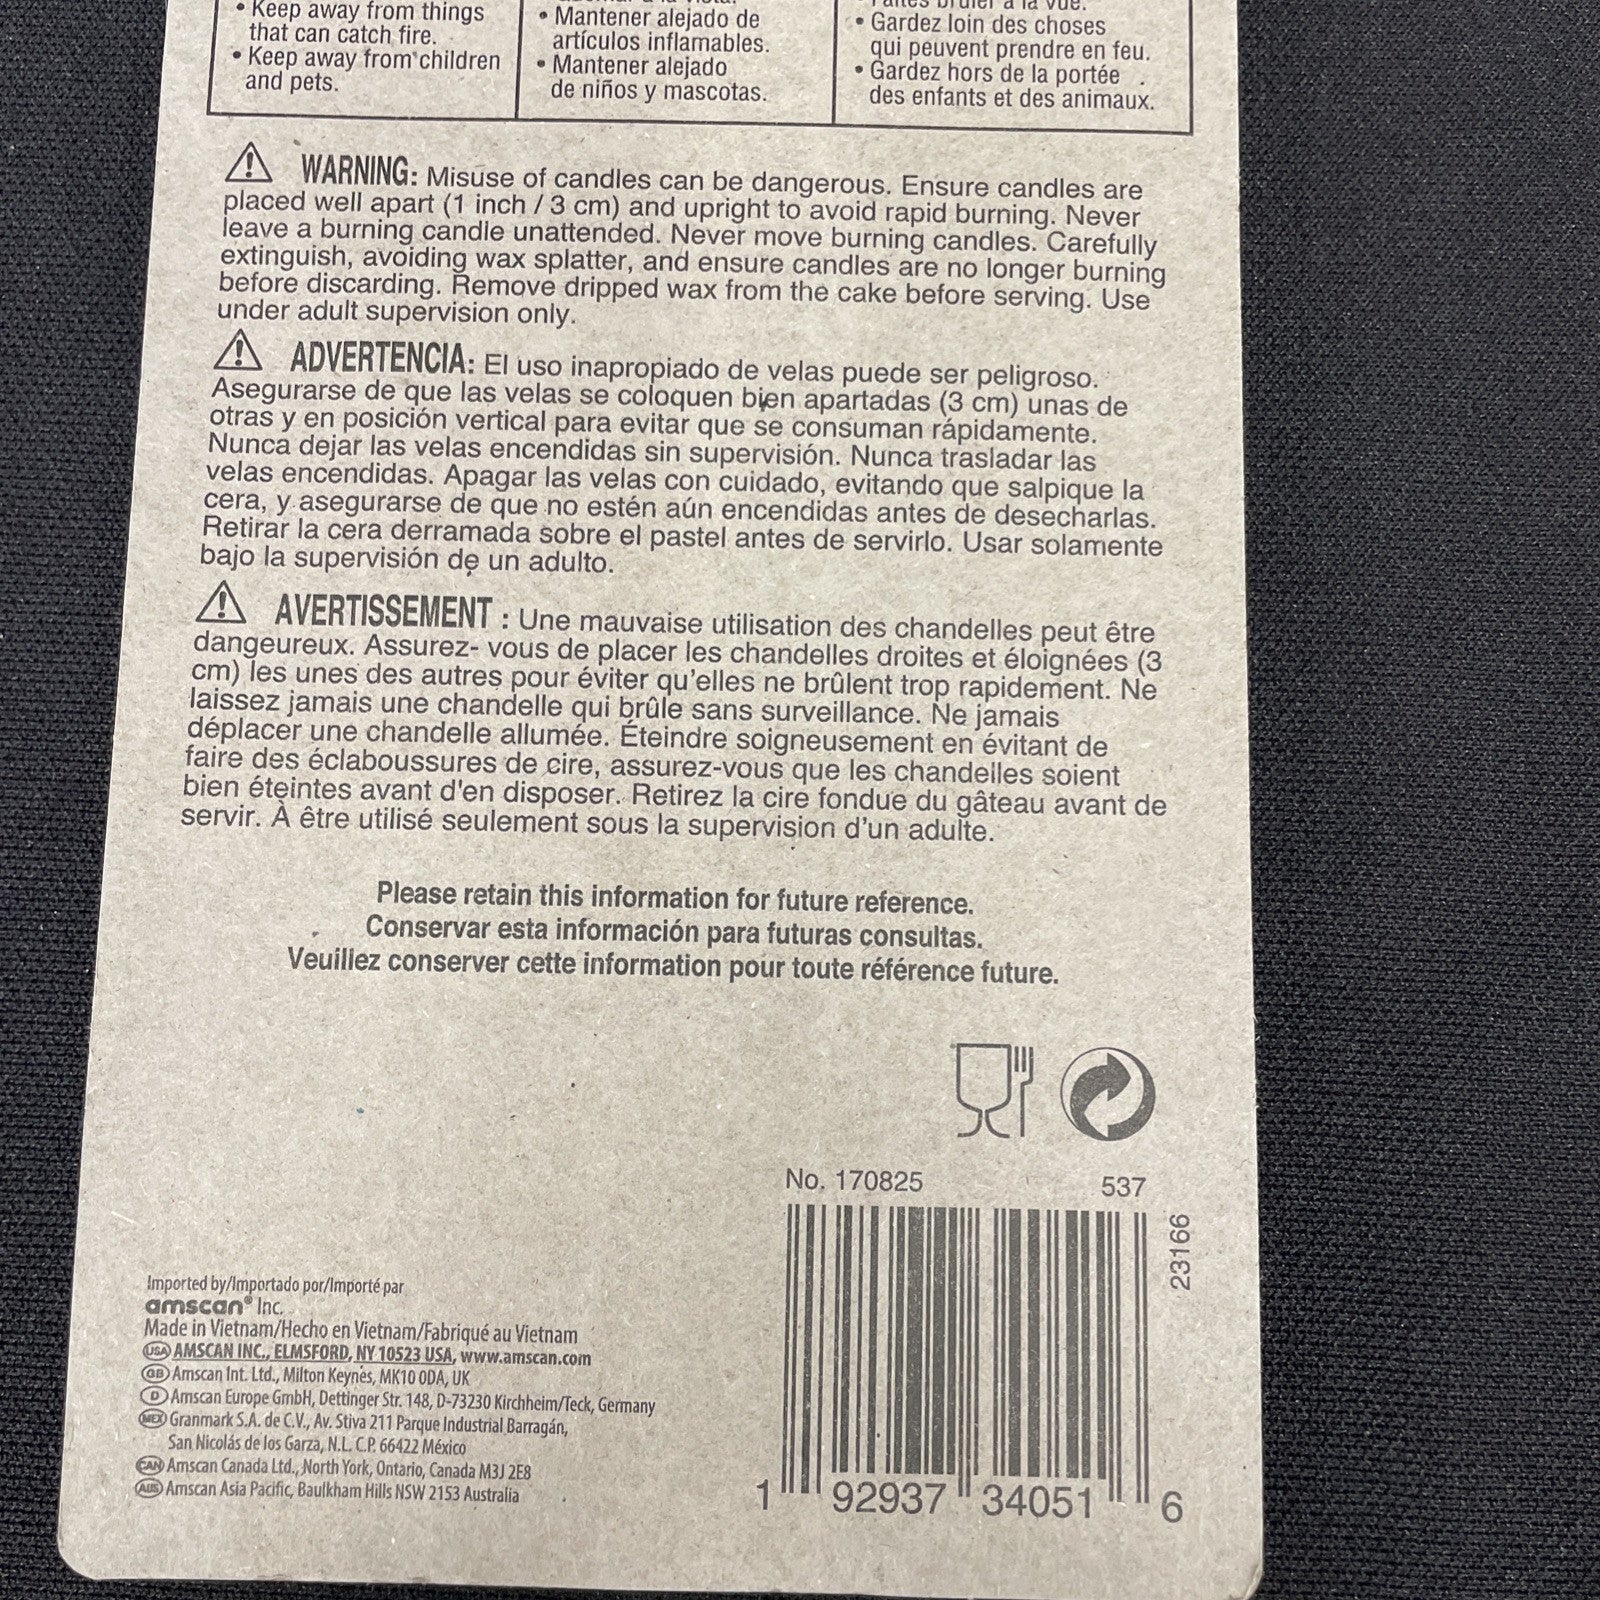 • Keep away from things
that can catch fire.
• Keep away from children
and pets.
a la vista.
• Mantener alejado de
artículos inflamables.
• Mantener alejado
de niños y mascotas.
brûler à la vue.
• Gardez loin des choses
qui peuvent prendre en feu.
• Gardez hors de la portée
des enfants et des animaux.
WARNING: Misuse of candles can be dangerous. Ensure candles are
placed well apart (1 inch / 3 cm) and upright to avoid rapid burning. Never
leave a burning candle unattended. Never move burning candles. Carefully
extinguish, avoiding wax splatter, and ensure candles are no longer burning
before discarding. Remove dripped wax from the cake before serving. Use
under adult supervision only.
ADVERTENCIA: El uso inapropiado de velas puede ser peligroso.
Asegurarse de que las velas se coloquen bien apartadas (3 cm) unas de
otras y en posición vertical para evitar que se consuman rápidamente.
Nunca dejar las velas encendidas sin supervisión. Nunca trasladar las
velas encendidas. Apagar las velas con cuidado, evitando que salpique la
cera, y asegurarse de que no estén aún encendidas antes de desecharlas.
Retirar la cera derramada sobre el pastel antes de servirlo. Usar solamente
bajo la supervisión de un adulto.
AVERTISSEMENT : Une mauvaise utilisation des chandelles peut être
dangeureux. Assurez- vous de placer les chandelles droites et éloignées (3
cm) les unes des autres pour éviter qu'elles ne brûlent trop rapidement. Ne
laissez jamais une chandelle qui brûle sans surveillance. Ne jamais
déplacer une chandelle allumée. Éteindre soigneusement en évitant de
faire des éclaboussures de cire, assurez-vous que les chandelles soient
bien éteintes avant d'en disposer. Retirez la cire fondue du gâteau avant de
servir. À être utilisé seulement sous la supervision d'un adulte.
Please retain this information for future reference.
Conservar esta información para futuras consultas.
Veuillez conserver cette information pour toute référence future.
No. 170825 537
23166
1 92937 34051 6
Imported by/Importado por/Importé par
amscan® Inc.
Made in Vietnam/Hecho en Vietnam/Fabriqué au Vietnam
USA AMSCAN INC., ELMSFORD, NY 10523 USA, www.amscan.com
GB Amscan Int. Ltd., Milton Keynes, MK10 0DA, UK
D Amscan Europe GmbH, Dettinger Str. 148, D-73230 Kirchheim/Teck, Germany
MEX Granmark S.A. de C.V., Av. Stiva 211 Parque Industrial Barragán,
San Nicolás de los Garza, N.L. C.P. 66422 México
CAN Amscan Canada Ltd., North York, Ontario, Canada M3J 2E8
AUS Amscan Asia Pacific, Baulkham Hills NSW 2153 Australia